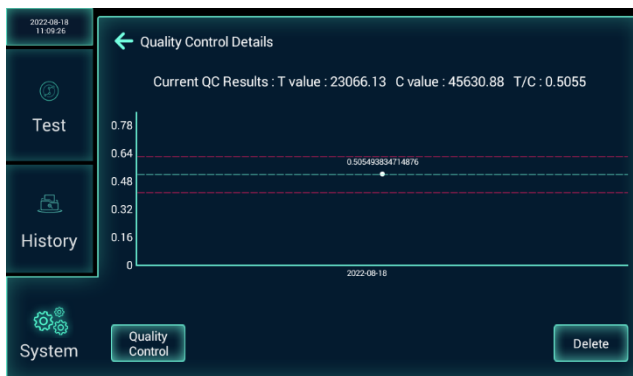 2022-08-18
11:09:26
Test
History
System
Quality Control Details
Current QC Results : T value : 23066.13 C value : 45630.88 T/C : 0.5055
0.78
0.64
0.48
0.32
0.16
0
0.505493834714876
2022-08-18
Quality
Control
Delete